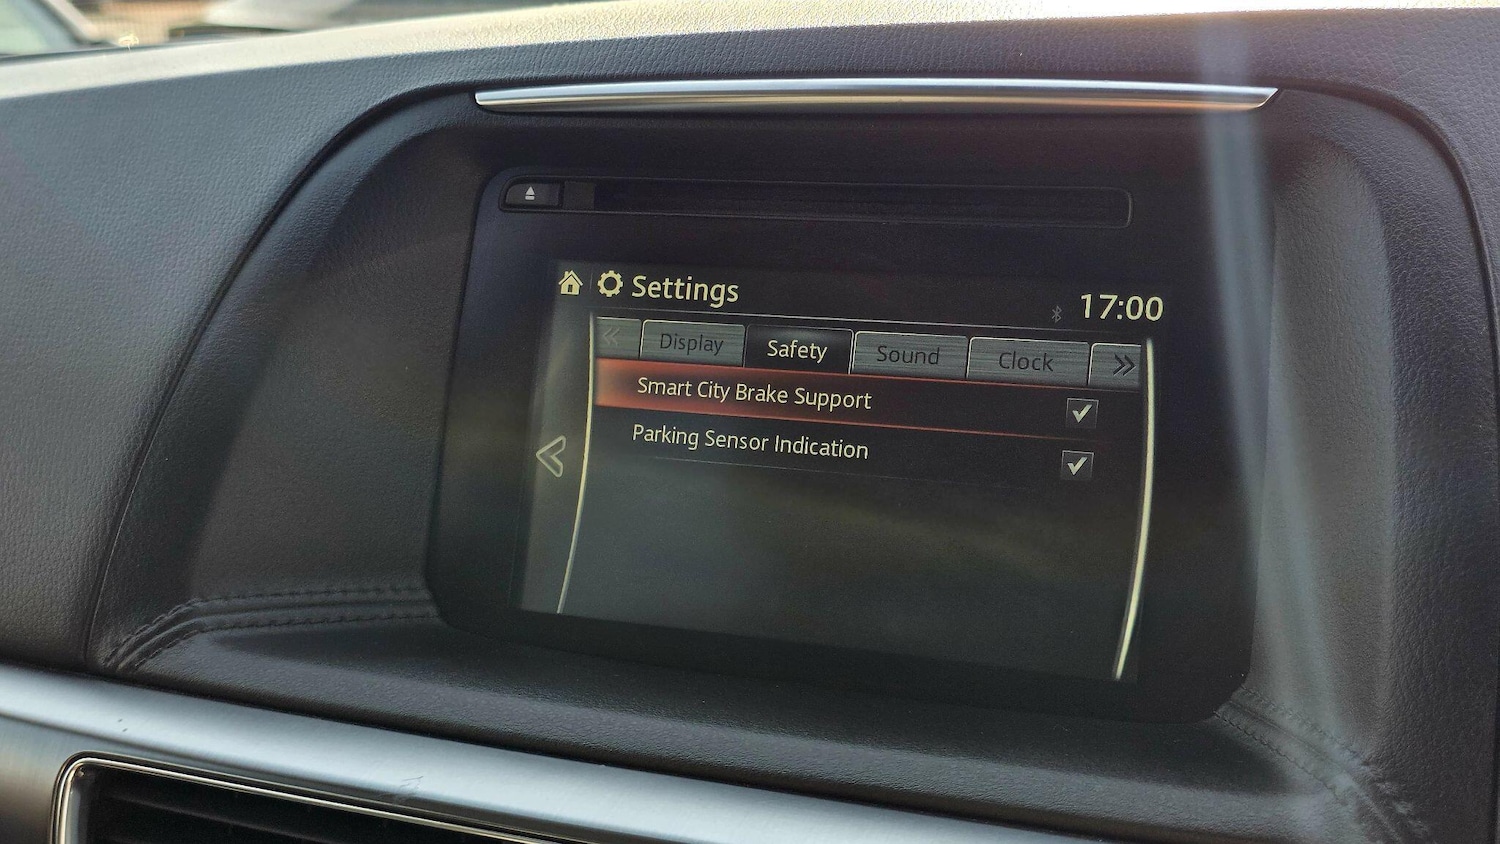 Settings
17:00
Display Safety Sound Clock
Smart City Brake Support
Parking Sensor Indication